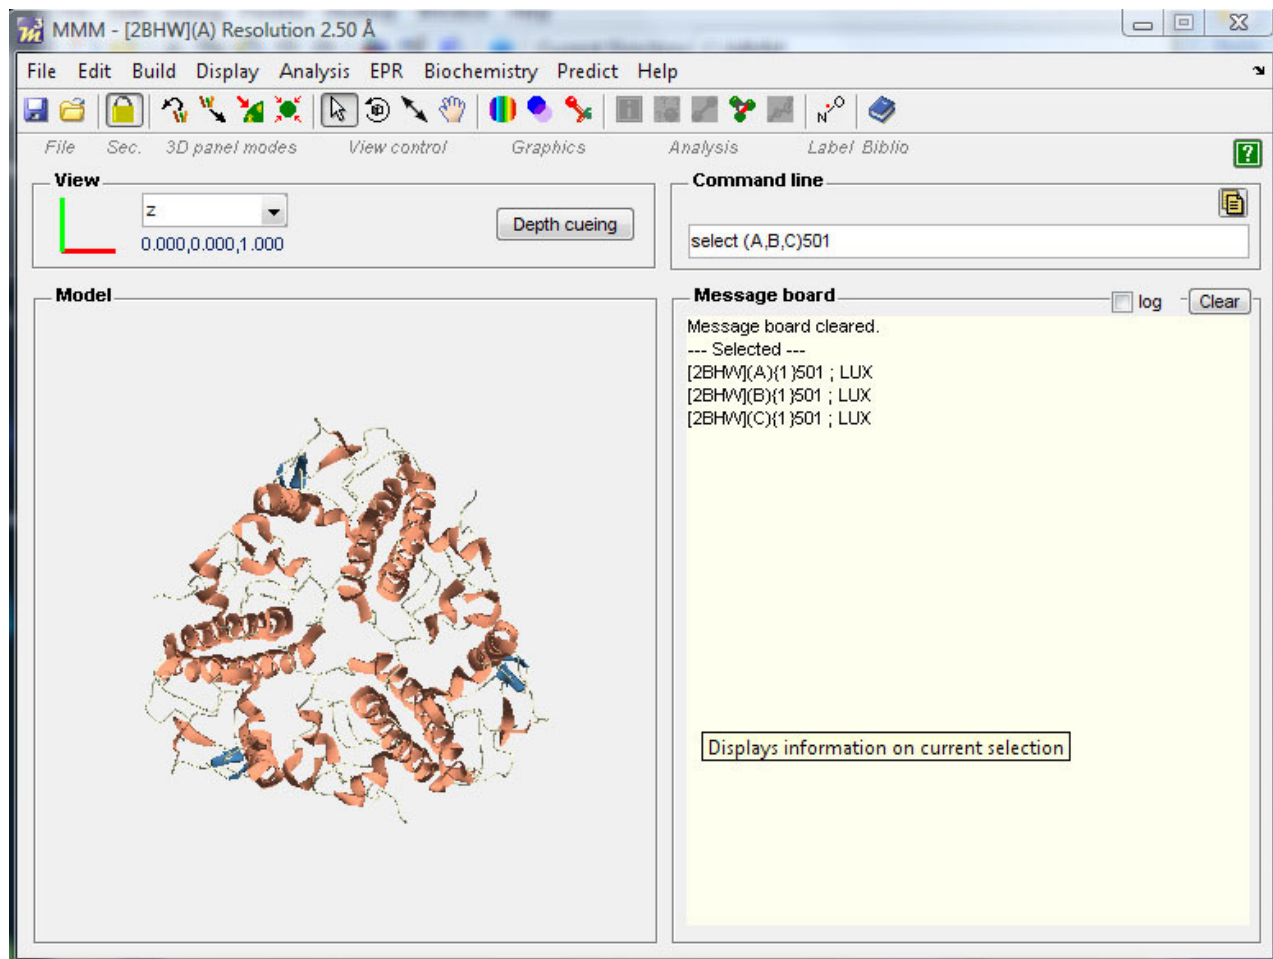 MMM - [2BHW](A) Resolution 2.50 Å
File Edit Build Display Analysis EPR Biochemistry Predict Help
File Sec. 3D panel modes View control Graphics Analysis Label Biblio
View
z
0.000,0.000,1.000
Depth cueing
Command line
select (A,B,C)501
Model
Message board
log
Clear
Message board cleared.
--- Selected ---
[2BHW](A){1}501 ; LUX
[2BHW](B){1}501 ; LUX
[2BHW](C){1}501 ; LUX
Displays information on current selection